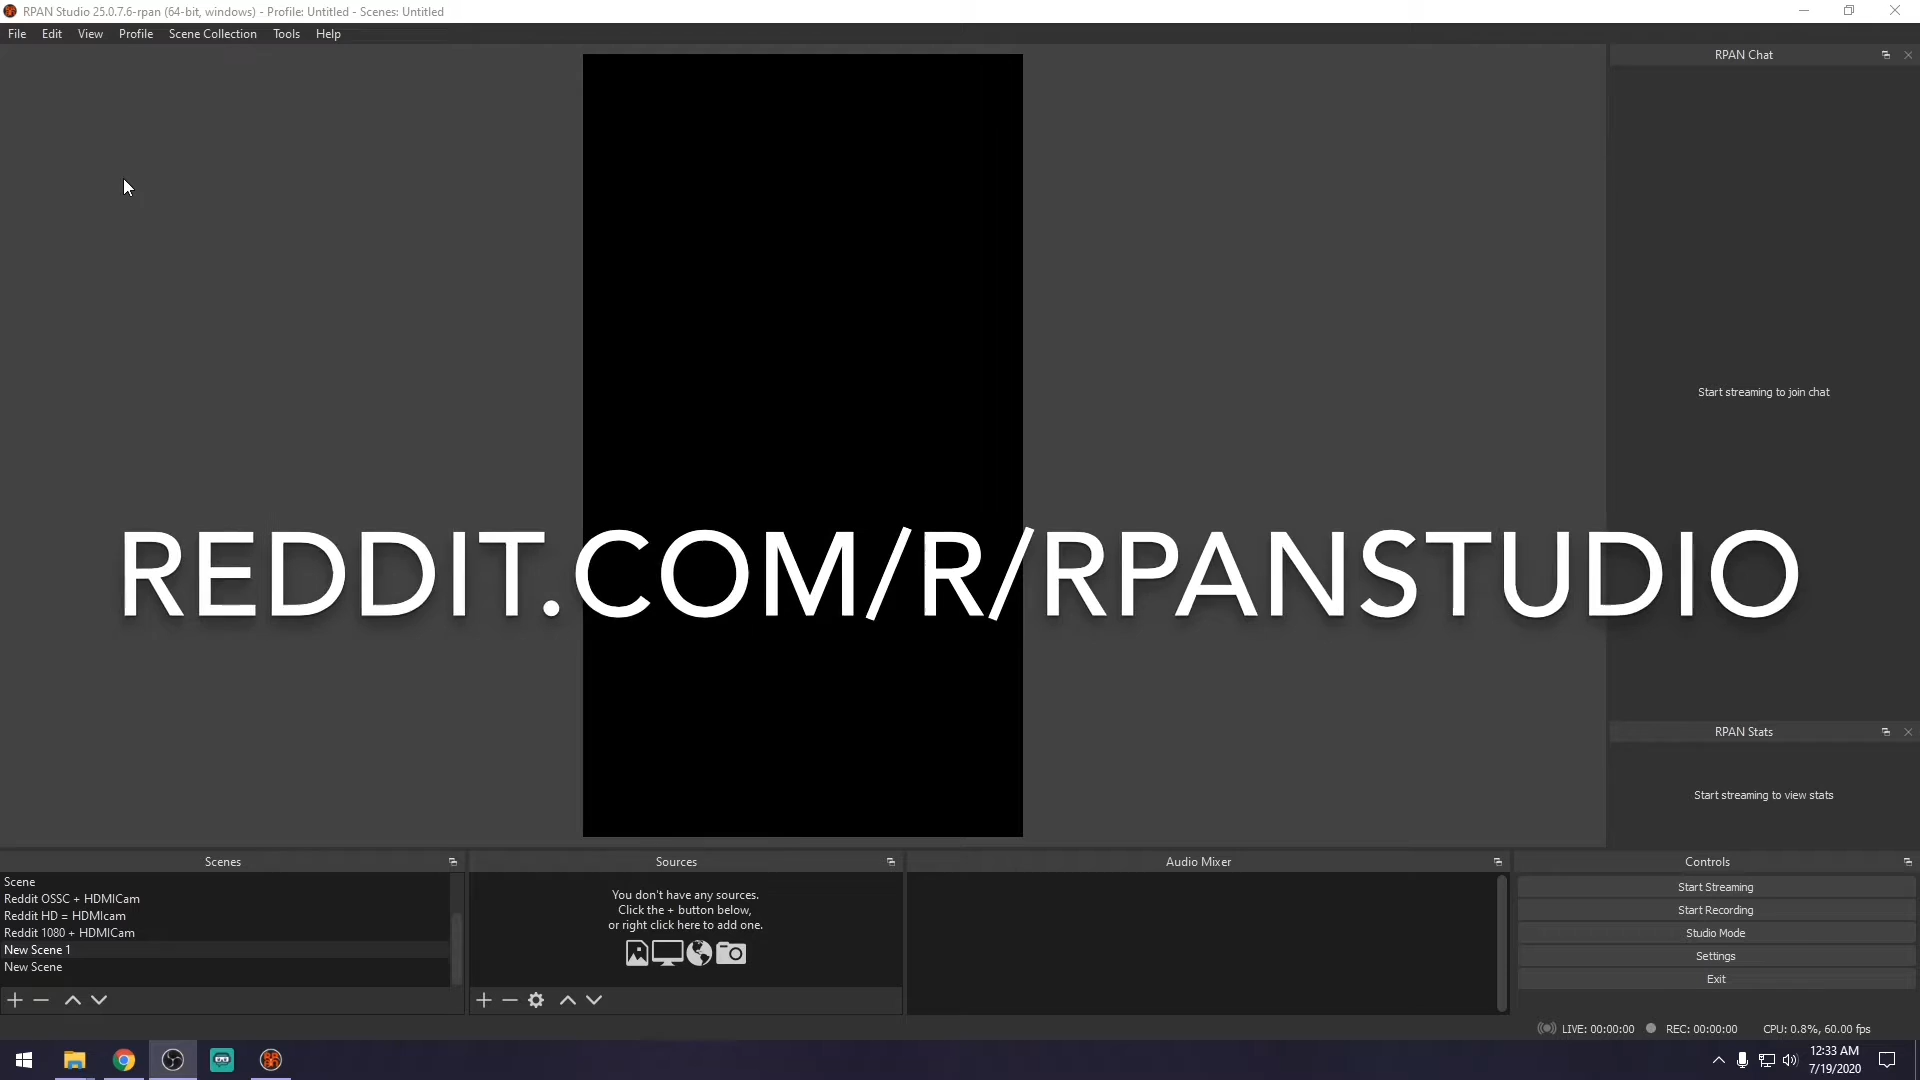 RPAN Studio 25.0.7.6-rpan (64-bit, windows) - Profile: Untitled - Scenes: Untitled
File Edit View Profile Scene Collection Tools Help
RPAN Chat
Start streaming to join chat
REDDIT.COM/R/RPANSTUDIO
RPAN Stats
Start streaming to view stats
Scenes
Scene
Reddit OSSC + HDMICam
Reddit HD = HDMIcam
Reddit 1080 + HDMICam
New Scene 1
New Scene
Sources
You don't have any sources.
Click the + button below,
or right click here to add one.
Audio Mixer
Controls
Start Streaming
Start Recording
Studio Mode
Settings
Exit
LIVE: 00:00:00 REC: 00:00:00 CPU: 0.8%, 60.00 fps
12:33 AM
7/19/2020